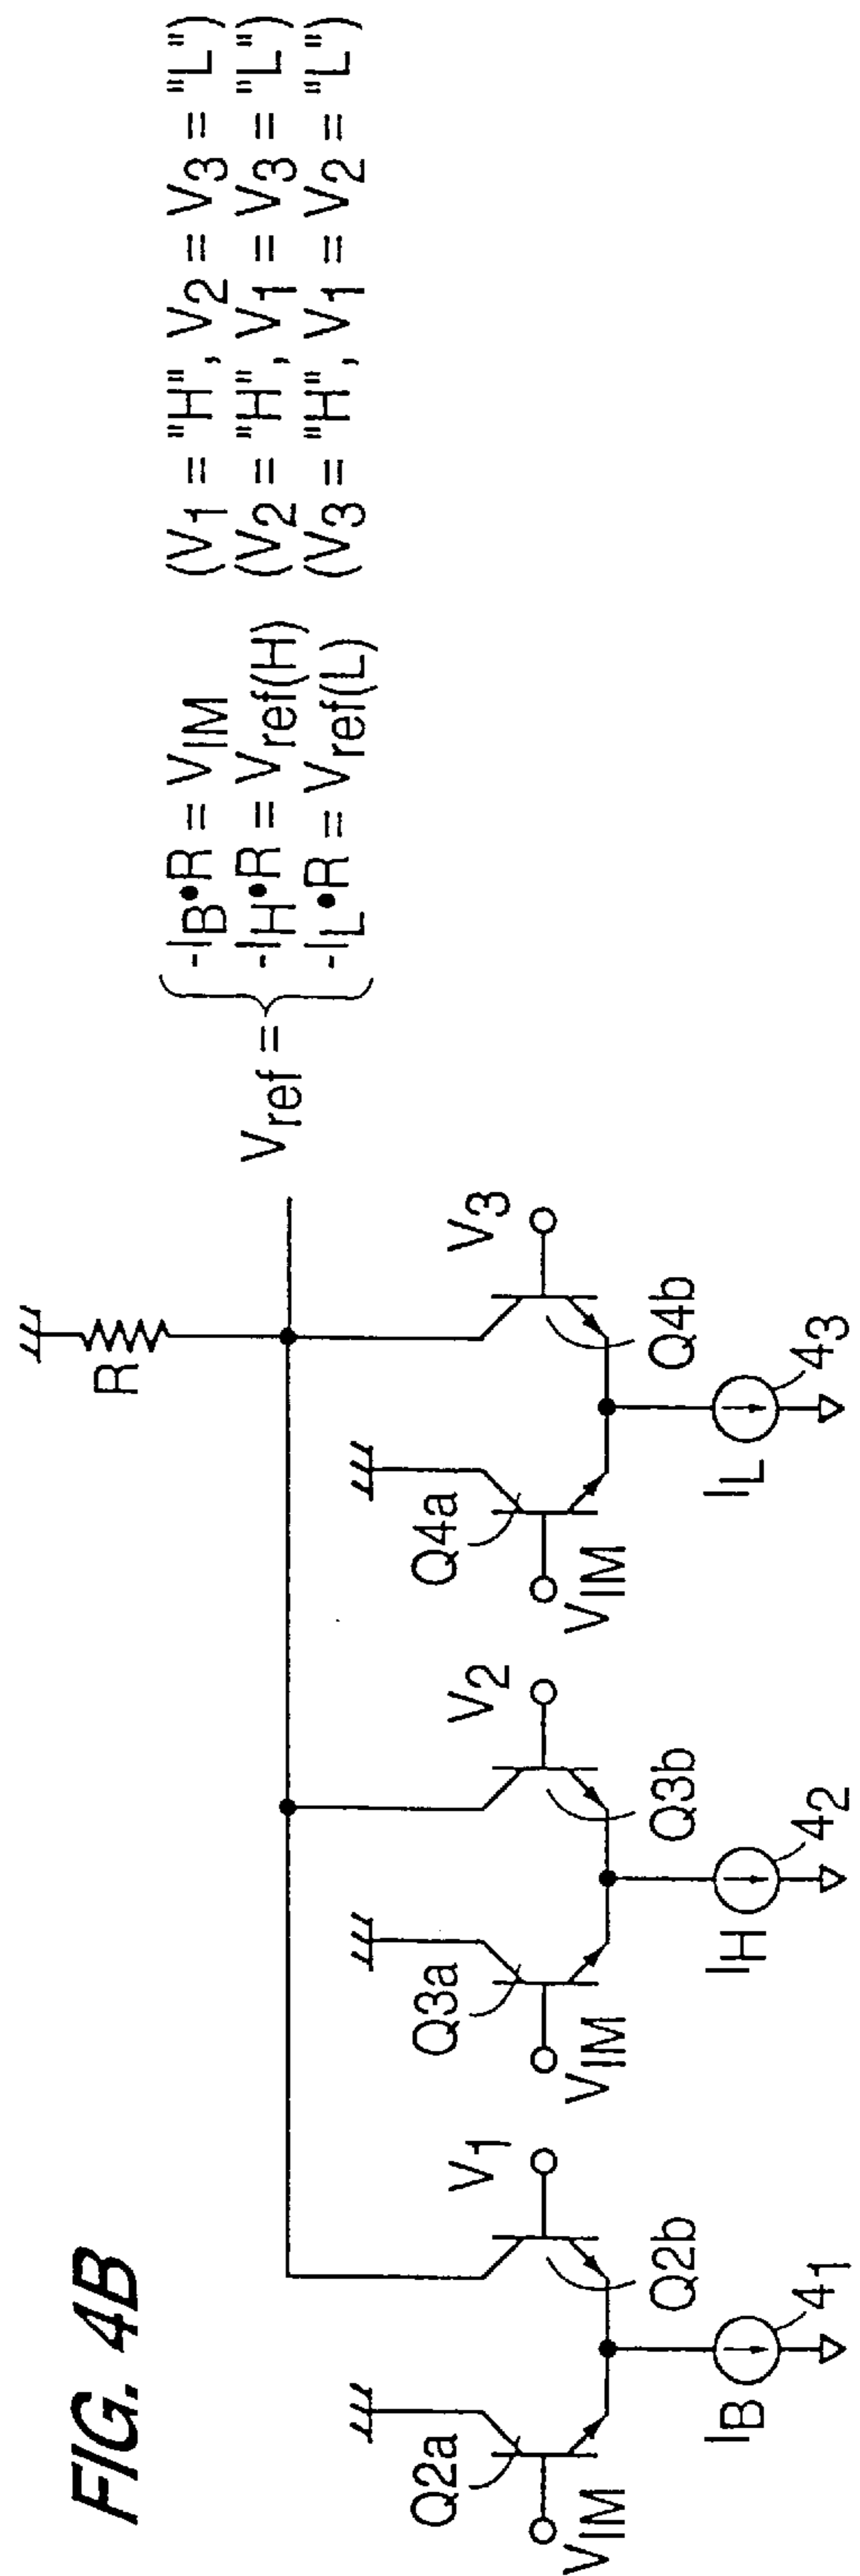 FIG. 4B
R
V_ref = { -I_B•R = V_IM (V_1 = "H", V_2 = V_3 = "L")
-I_H•R = V_ref(H) (V_2 = "H", V_1 = V_3 = "L")
-I_L•R = V_ref(L) (V_3 = "H", V_1 = V_2 = "L")
Q2a
V_IM
V_1
Q2b
I_B
4_1
Q3a
V_IM
V_2
Q3b
I_H
4_2
Q4a
V_IM
V_3
Q4b
I_L
4_3